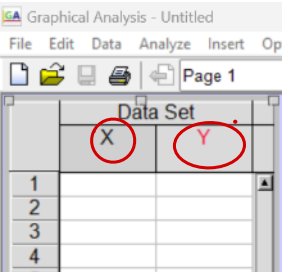 GA Graphical Analysis - Untitled
File Edit Data Analyze Insert Op
Page 1
Data Set
X Y
1
2
3
4